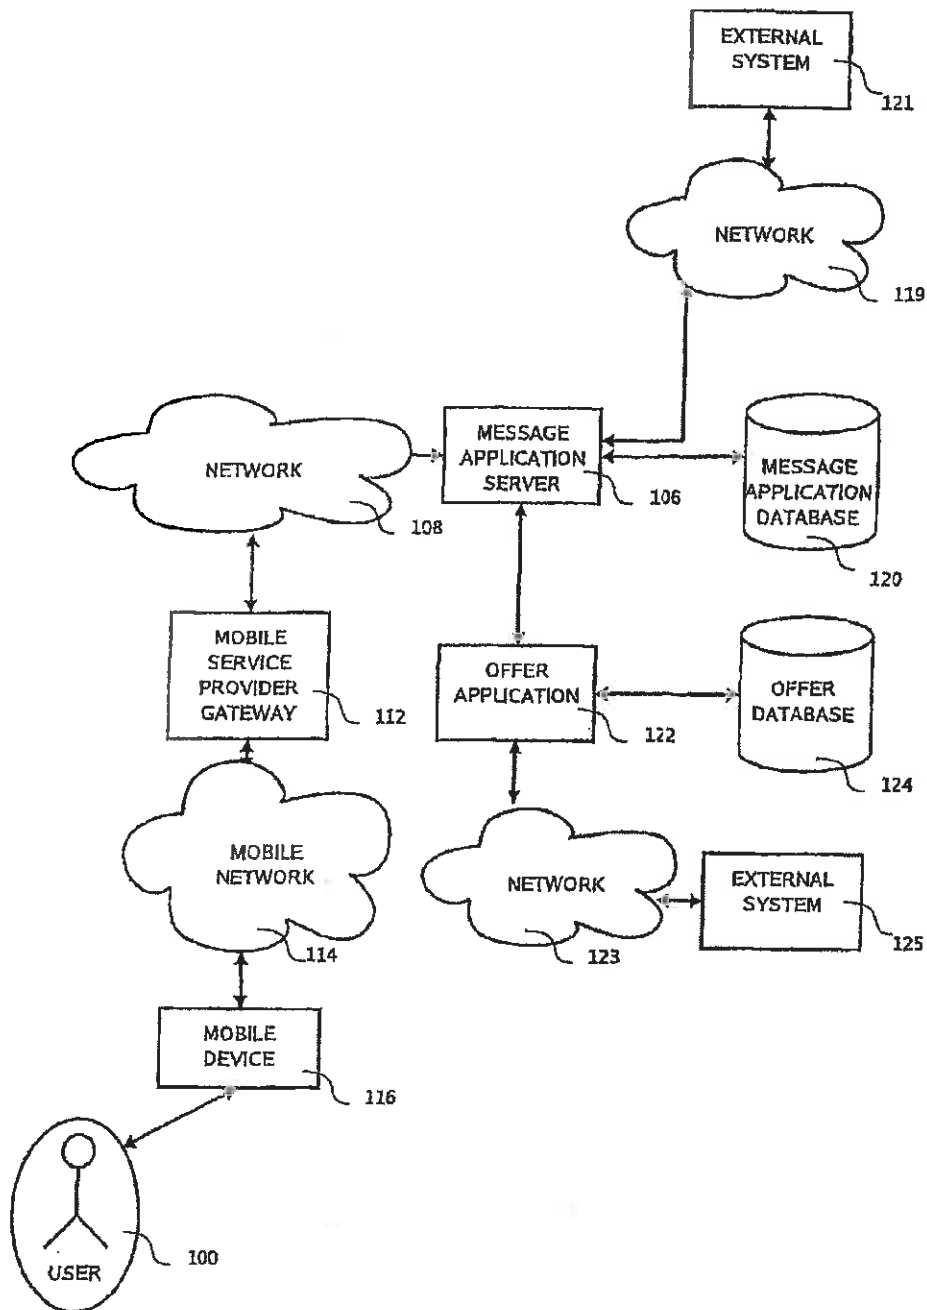 EXTERNAL
SYSTEM
121
NETWORK
119
MESSAGE
APPLICATION
SERVER
106
NETWORK
108
MESSAGE
APPLICATION
DATABASE
120
MOBILE
SERVICE
PROVIDER
GATEWAY
112
OFFER
APPLICATION
122
OFFER
DATABASE
124
MOBILE
NETWORK
114
NETWORK
123
EXTERNAL
SYSTEM
125
MOBILE
DEVICE
116
USER
100